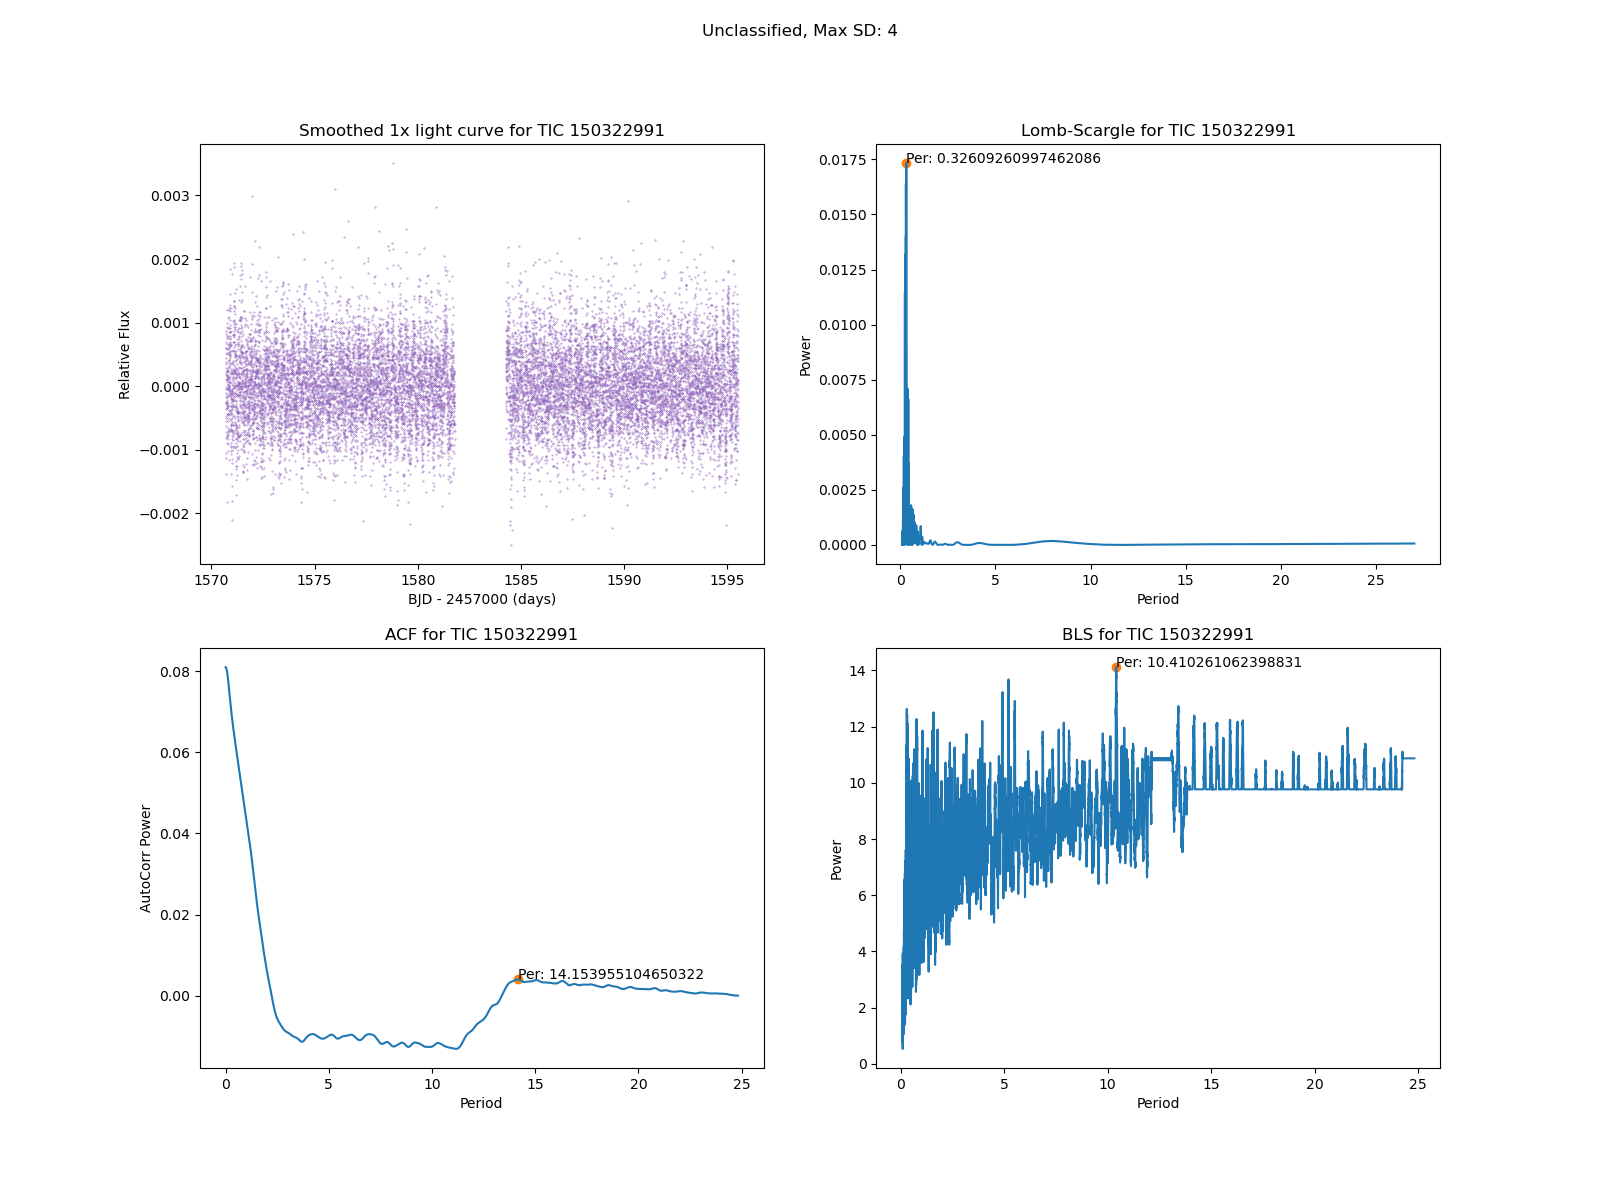 Unclassified, Max SD: 4
Smoothed 1x light curve for TIC 150322991
0.003
0.002
0.001
0.000
−0.001
−0.002
Relative Flux
1570 1575 1580 1585 1590 1595
BJD - 2457000 (days)
Lomb-Scargle for TIC 150322991
Per: 0.32609260997462086
0.0175
0.0150
0.0125
0.0100
0.0075
0.0050
0.0025
0.0000
Power
0 5 10 15 20 25
Period
ACF for TIC 150322991
Per: 14.153955104650322
0.08
0.06
0.04
0.02
0.00
AutoCorr Power
0 5 10 15 20 25
Period
BLS for TIC 150322991
Per: 10.410261062398831
14
12
10
8
6
4
2
0
Power
0 5 10 15 20 25
Period